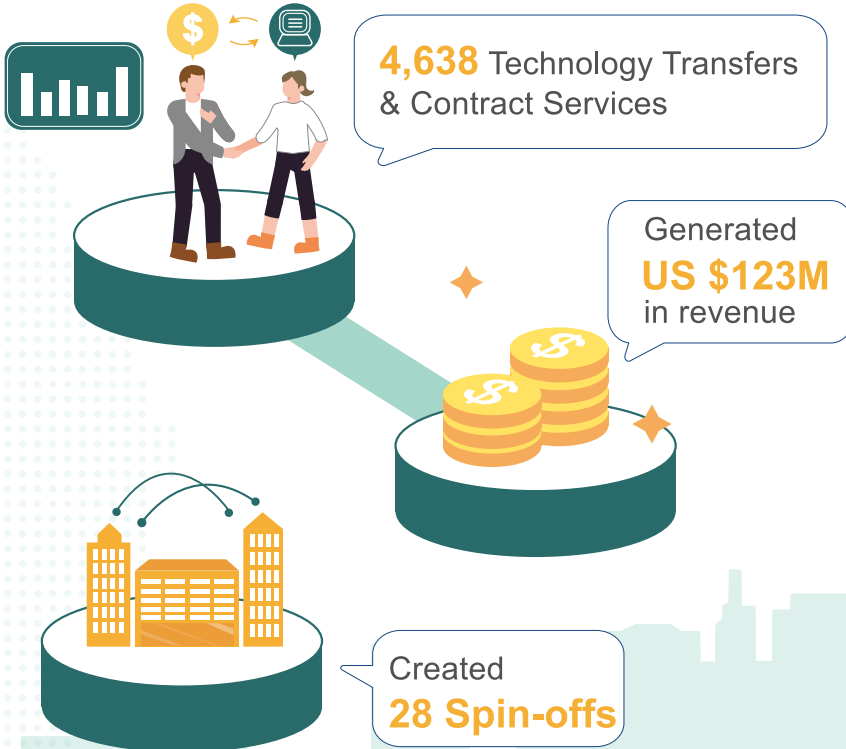 4,638 Technology Transfers
& Contract Services
Generated
US $123M
in revenue
Created
28 Spin-offs